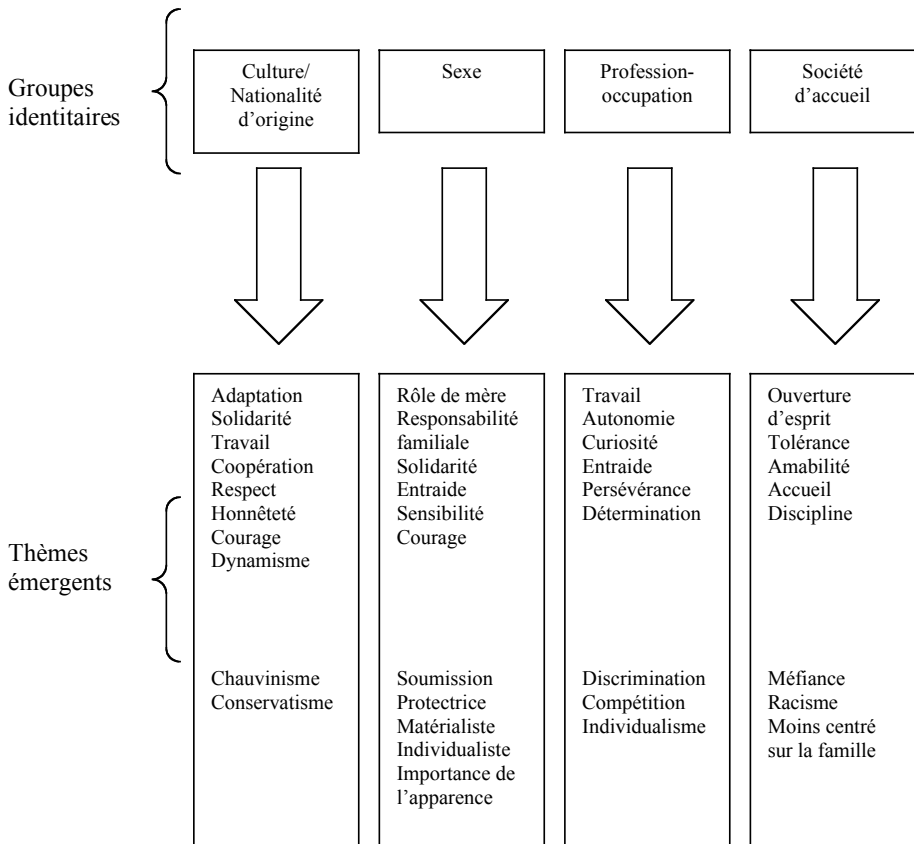 Groupes
identitaires
Culture/
Nationalité
d'origine
Sexe
Profession-
occupation
Société
d'accueil
Thèmes
émergents
Adaptation
Solidarité
Travail
Coopération
Respect
Honnêteté
Courage
Dynamisme
Chauvinisme
Conservatisme
Rôle de mère
Responsabilité
familiale
Solidarité
Entraide
Sensibilité
Courage
Soumission
Protectrice
Matérialiste
Individualiste
Importance de
l'apparence
Travail
Autonomie
Curiosité
Entraide
Persévérance
Détermination
Discrimination
Compétition
Individualisme
Ouverture
d'esprit
Tolérance
Amabilité
Accueil
Discipline
Méfiance
Racisme
Moins centré
sur la famille